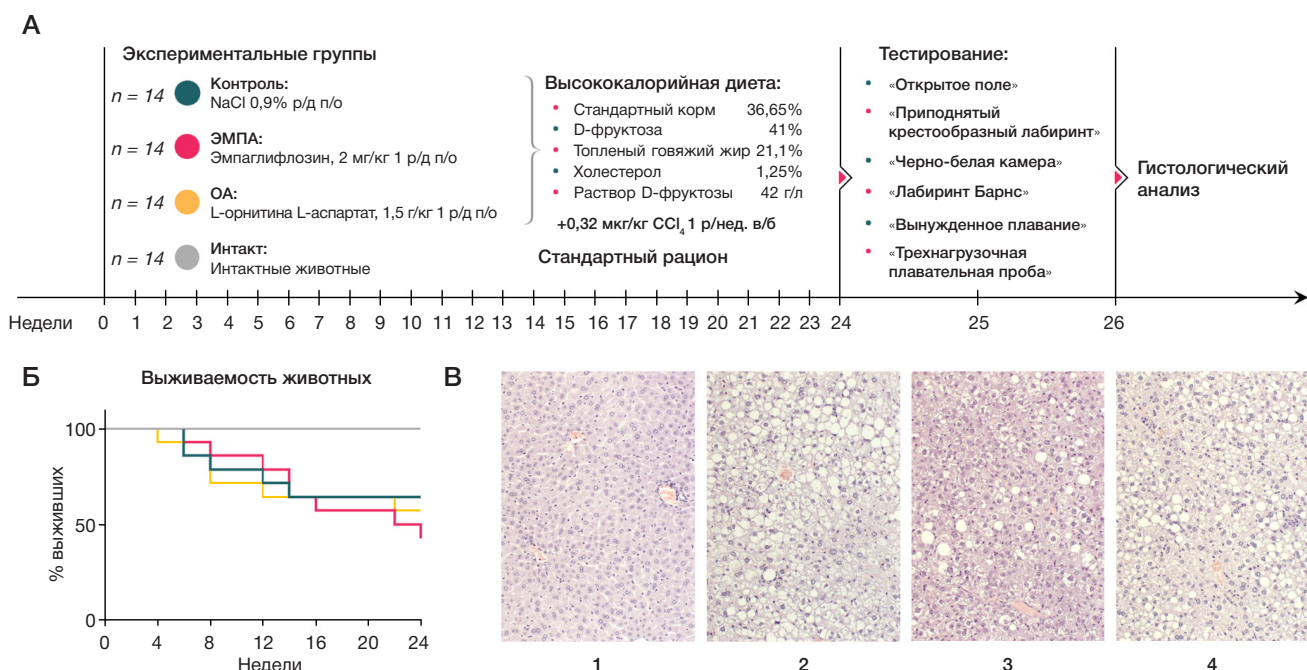 А
Экспериментальные группы
n = 14
Контроль:
NaCl 0,9% р/д п/о
n = 14
ЭМПА:
Эмпаглифлозин, 2 мг/кг 1 р/д п/о
n = 14
ОА:
L-орнитина L-аспартат, 1,5 г/кг 1 р/д п/о
n = 14
Интакт:
Интактные животные
Высококалорийная диета:
• Стандартный корм 36,65%
• D-фруктоза 41%
• Топленый говяжий жир 21,1%
• Холестерол 1,25%
• Раствор D-фруктозы 42 г/л
+0,32 мкг/кг CCl₄ 1 р/нед. в/б
Стандартный рацион
Тестирование:
• «Открытое поле»
• «Приподнятый
крестообразный лабиринт»
• «Черно-белая камера»
• «Лабиринт Барнс»
• «Вынужденное плавание»
• «Трехнагрузочная
плавательная проба»
Гистологический
анализ
Недели 0 1 2 3 4 5 6 7 8 9 10 11 12 13 14 15 16 17 18 19 20 21 22 23 24 25 26
Б
Выживаемость животных
% выживших
100
50
0
0 4 8 12 16 20 24
Недели
В
1 2 3 4